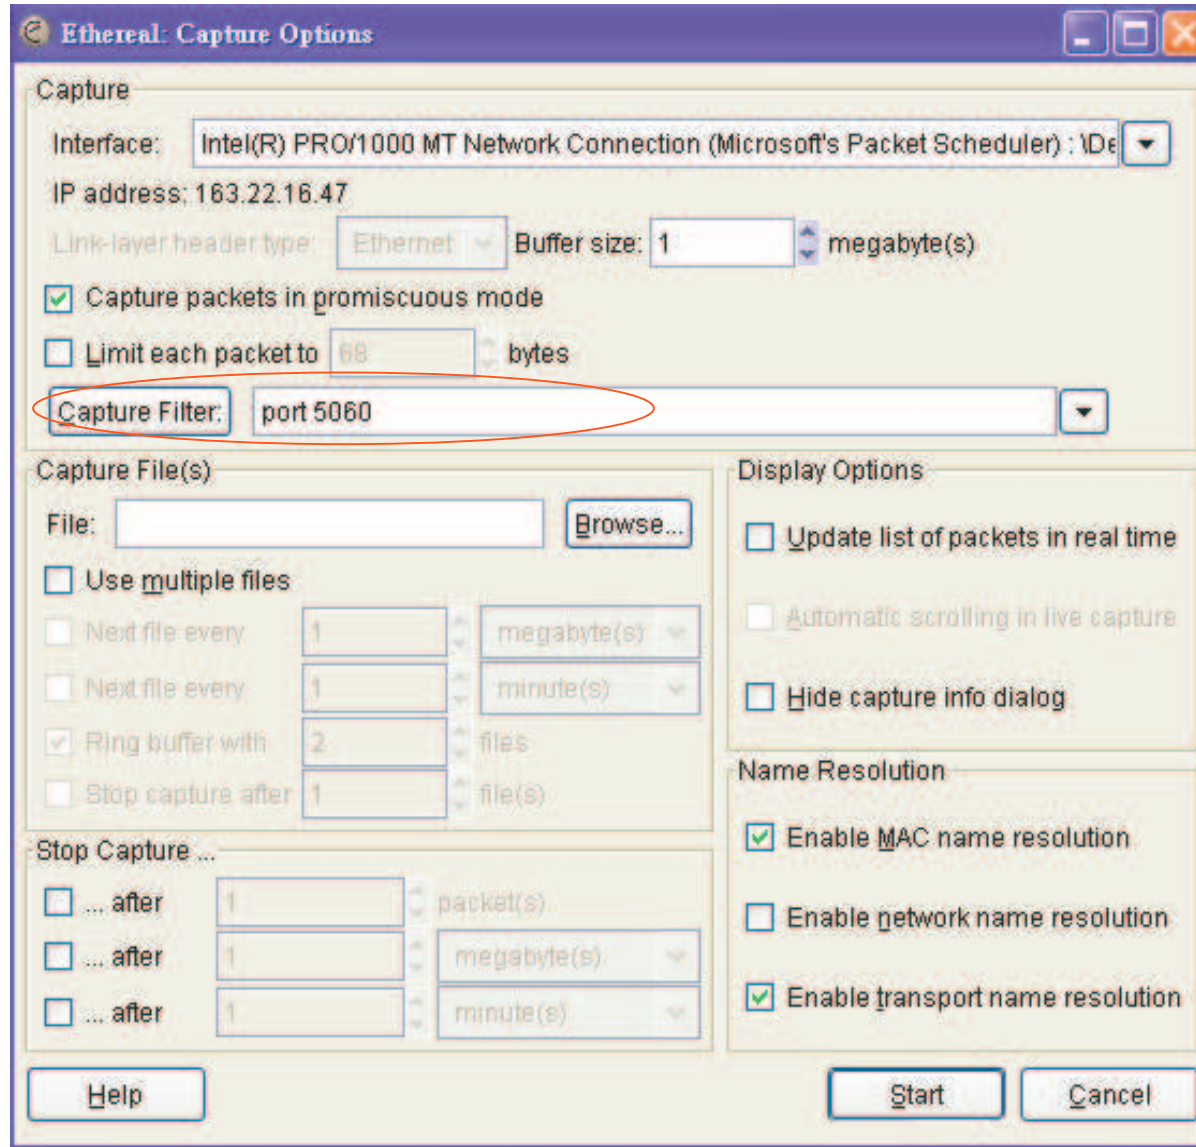 Ethereal: Capture Options
Capture
Interface: Intel(R) PRO/1000 MT Network Connection (Microsoft's Packet Scheduler) : \De
IP address: 163.22.16.47
Link-layer header type: Ethernet Buffer size: 1 megabyte(s)
Capture packets in promiscuous mode
Limit each packet to 68 bytes
Capture Filter: port 5060
Capture File(s)
File: Browse...
Use multiple files
Next file every 1 megabyte(s)
Next file every 1 minute(s)
Ring buffer with 2 files
Stop capture after 1 file(s)
Stop Capture ...
... after 1 packet(s)
... after 1 megabyte(s)
... after 1 minute(s)
Display Options
Update list of packets in real time
Automatic scrolling in live capture
Hide capture info dialog
Name Resolution
Enable MAC name resolution
Enable network name resolution
Enable transport name resolution
Help Start Cancel